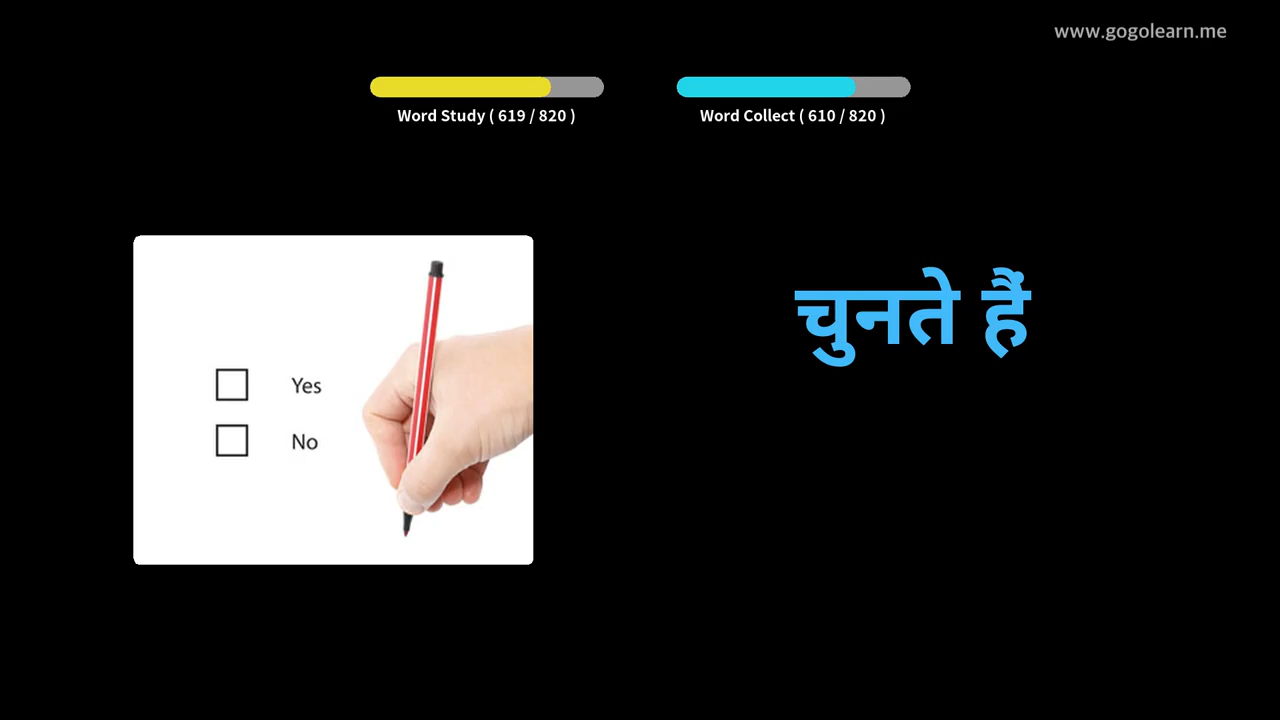 www.gogolearn.me
Word Study ( 619 / 820 )
Word Collect ( 610 / 820 )
चुनते हैं
Yes
No